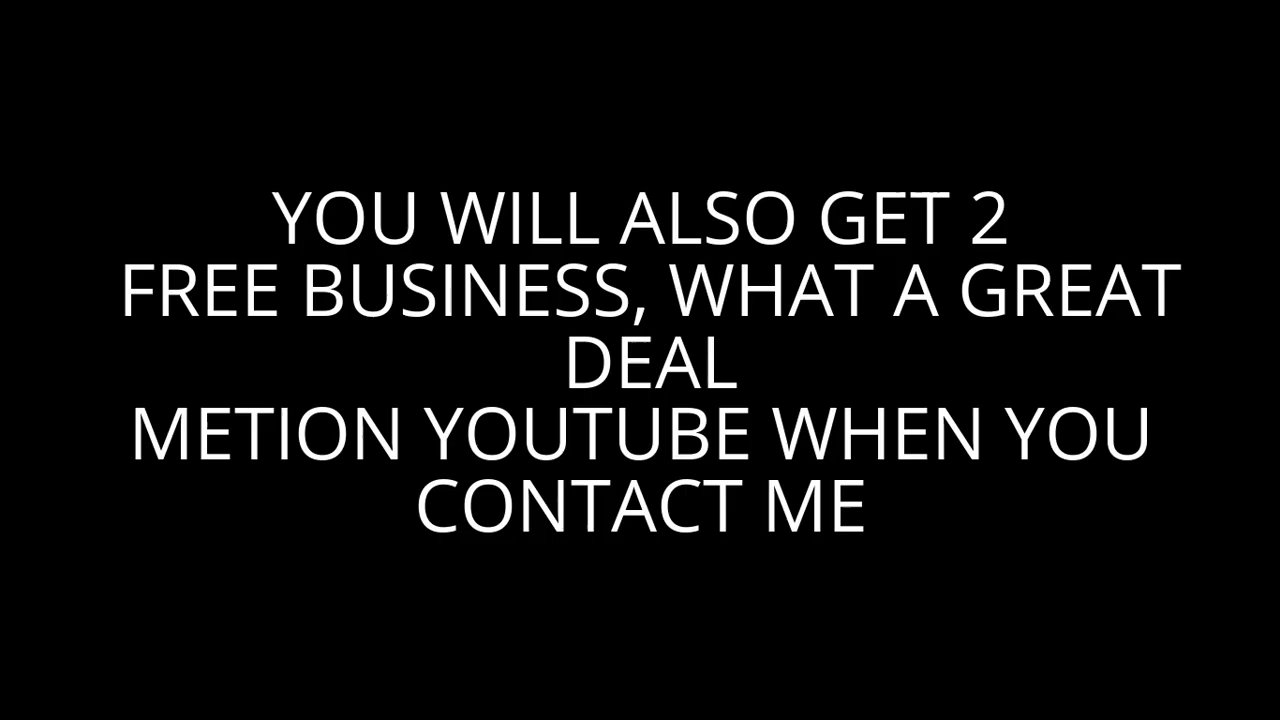 YOU WILL ALSO GET 2
FREE BUSINESS, WHAT A GREAT
DEAL
METION YOUTUBE WHEN YOU
CONTACT ME